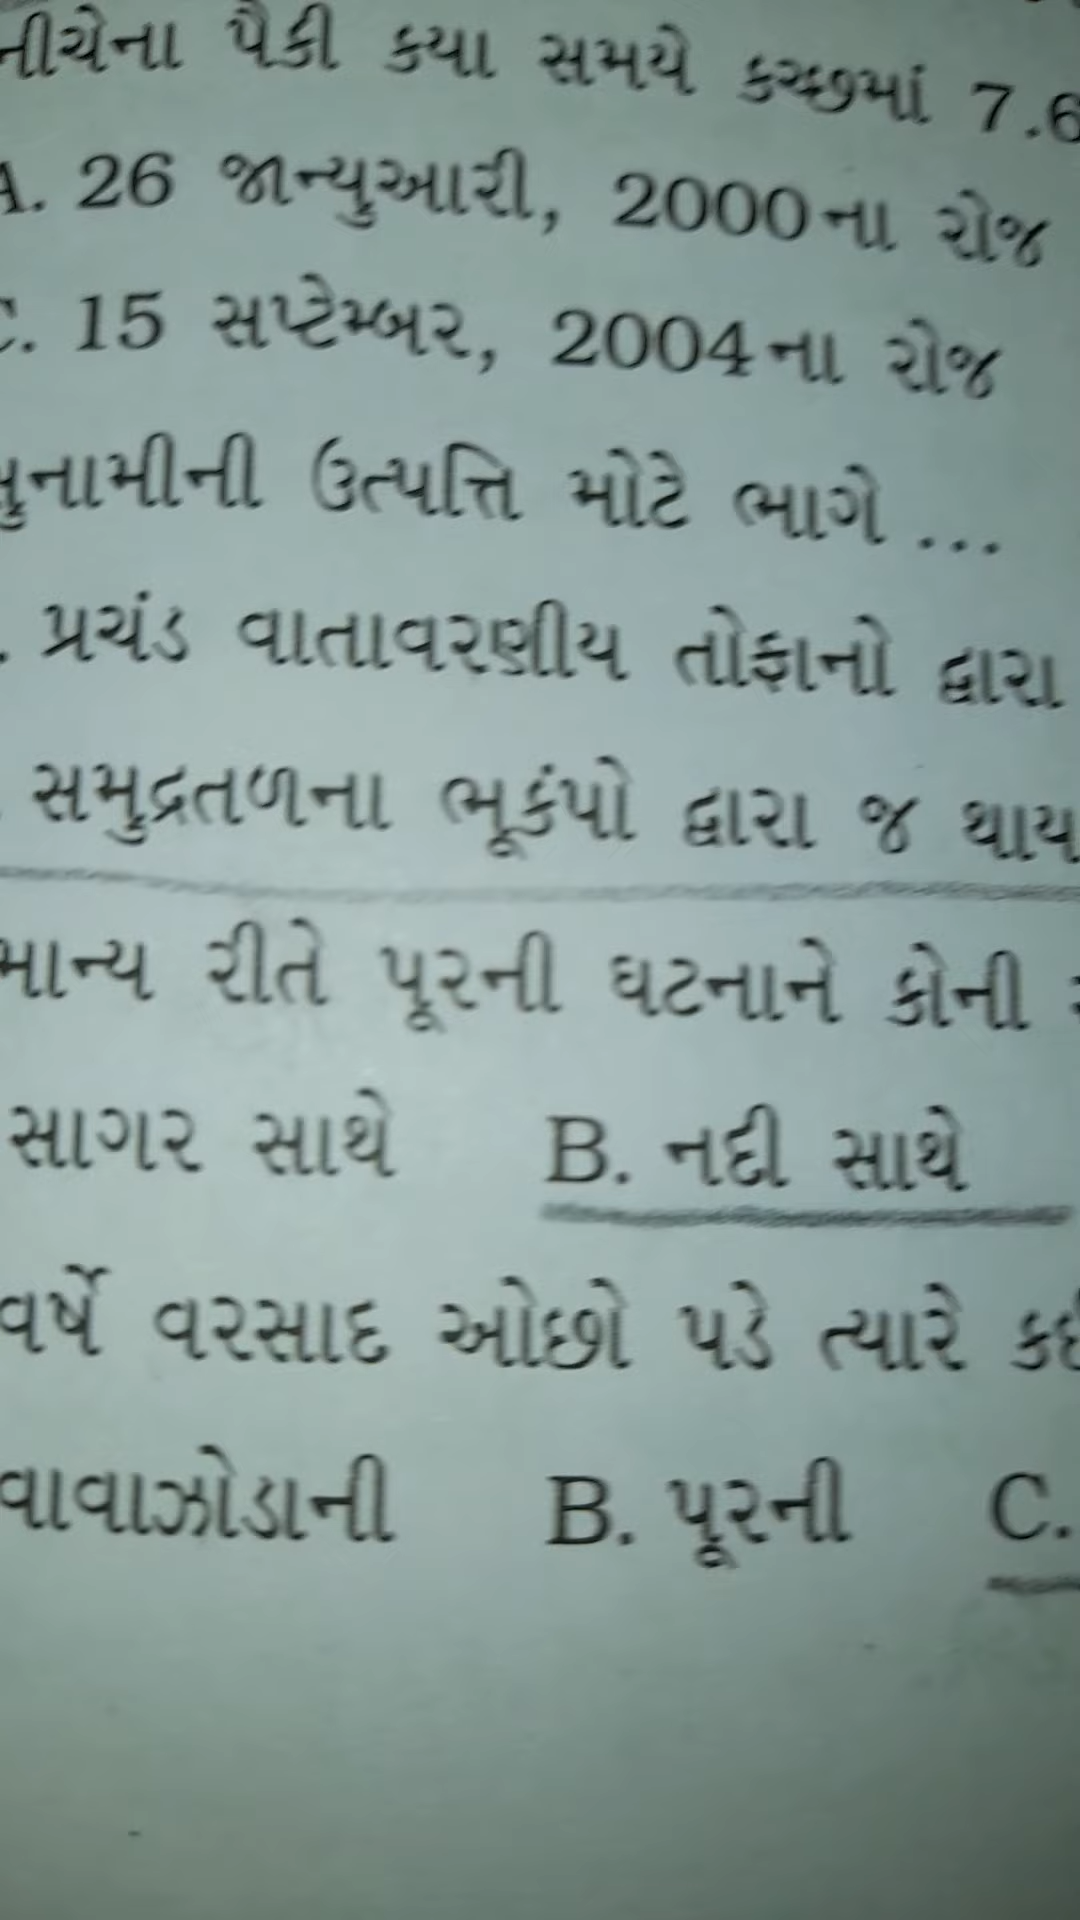 નીચેના પૈકી કયા સમયે કચ્છમાં 7.6
A. 26 જાન્યુઆરી, 2000ના રોજ
C. 15 સપ્ટેમ્બર, 2004ના રોજ
સુનામીની ઉત્પત્તિ મોટે ભાગે ...
. પ્રચંડ વાતાવરણીય તોફાનો દ્વારા
સમુદ્રતળના ભૂકંપો દ્વારા જ થાય
માન્ય રીતે પૂરની ઘટનાને કોની
સાગર સાથે B. નદી સાથે
વર્ષે વરસાદ ઓછો પડે ત્યારે
વાવાઝોડાની B. પૂરની C.